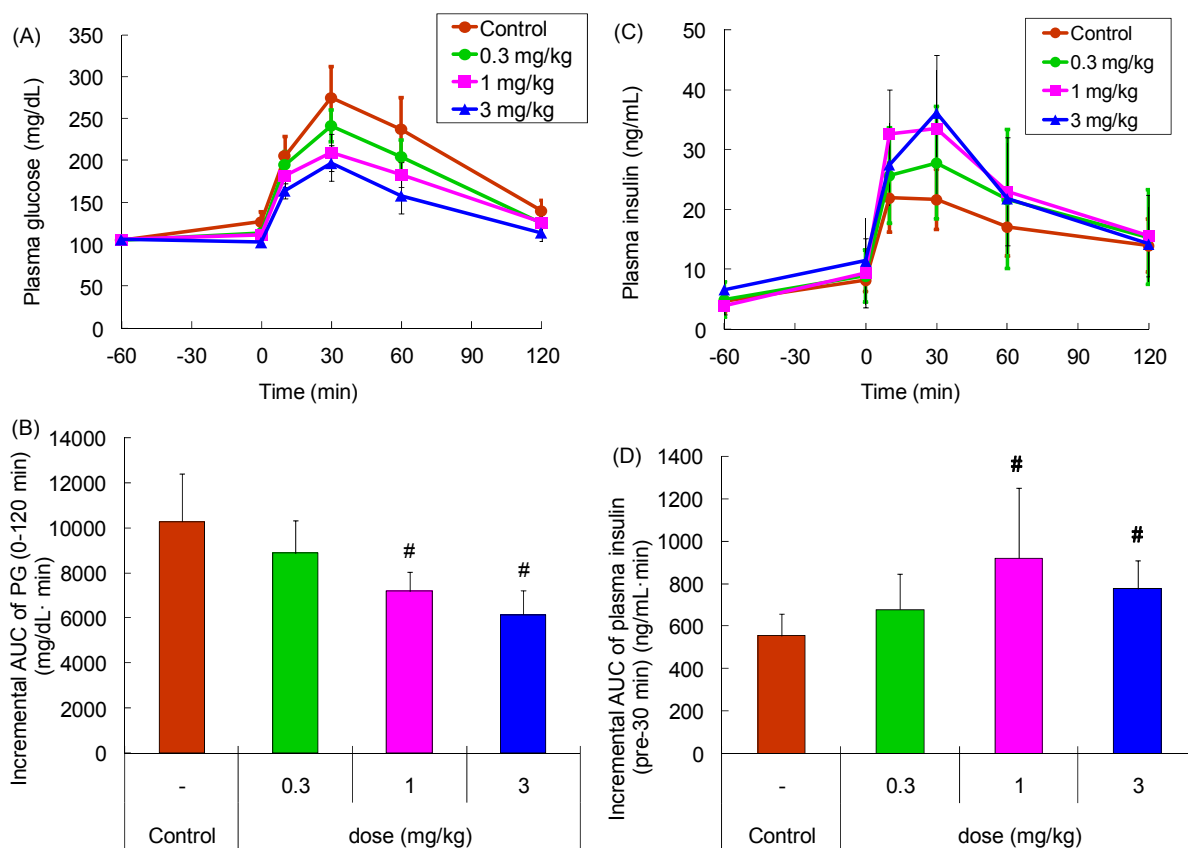 (A)
Control
0.3 mg/kg
1 mg/kg
3 mg/kg
Plasma glucose (mg/dL)
350
300
250
200
150
100
50
0
-60 -30 0 30 60 90 120
Time (min)
(C)
Control
0.3 mg/kg
1 mg/kg
3 mg/kg
Plasma insulin (ng/mL)
50
40
30
20
10
0
-60 -30 0 30 60 90 120
Time (min)
(B)
Incremental AUC of PG (0-120 min)
(mg/dL· min)
14000
12000
10000
8000
6000
4000
2000
0
# #
- 0.3 1 3
Control dose (mg/kg)
(D)
Incremental AUC of plasma insulin
(pre-30 min) (ng/mL·min)
1400
1200
1000
800
600
400
200
0
# #
- 0.3 1 3
Control dose (mg/kg)